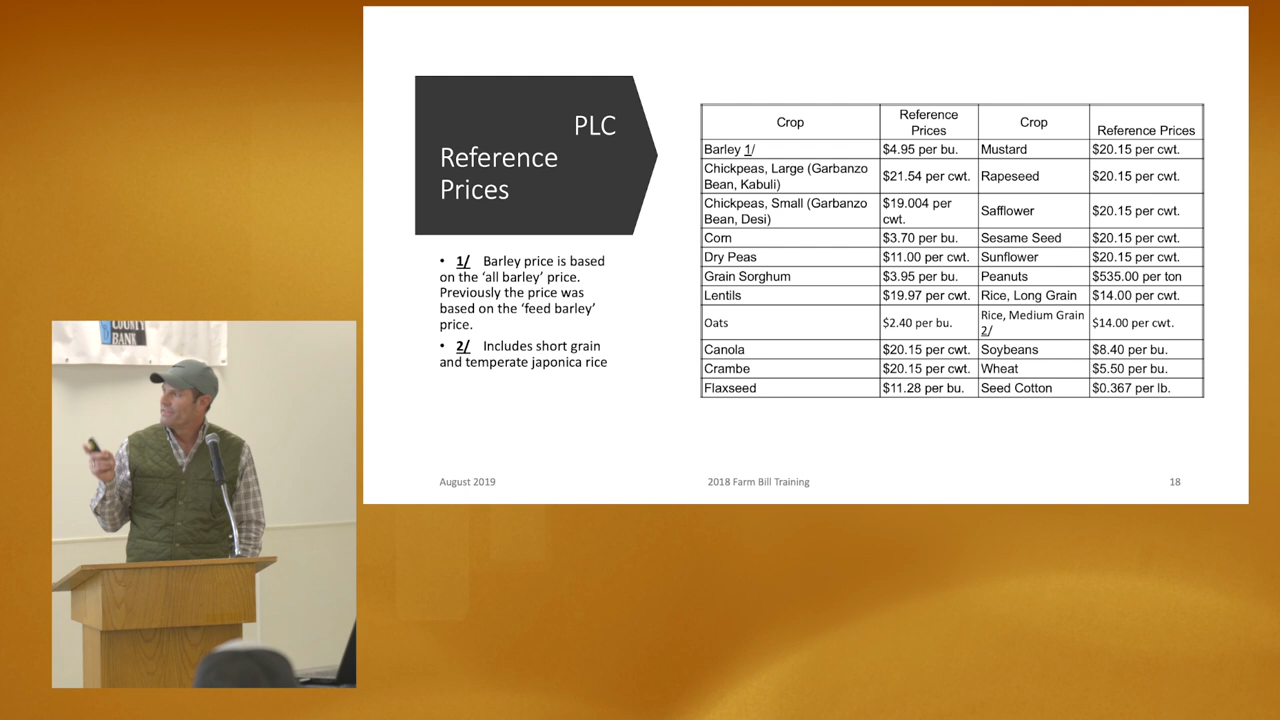 PLC
Reference
Prices
• 1/ Barley price is based
on the ‘all barley’ price.
Previously the price was
based on the ‘feed barley’
price.
• 2/ Includes short grain
and temperate japonica rice
Crop Reference Prices Crop Reference Prices
Barley 1/ $4.95 per bu. Mustard $20.15 per cwt.
Chickpeas, Large (Garbanzo Bean, Kabuli) $21.54 per cwt. Rapeseed $20.15 per cwt.
Chickpeas, Small (Garbanzo Bean, Desi) $19.004 per cwt. Safflower $20.15 per cwt.
Corn $3.70 per bu. Sesame Seed $20.15 per cwt.
Dry Peas $11.00 per cwt. Sunflower $20.15 per cwt.
Grain Sorghum $3.95 per bu. Peanuts $535.00 per ton
Lentils $19.97 per cwt. Rice, Long Grain $14.00 per cwt.
Oats $2.40 per bu. Rice, Medium Grain 2/ $14.00 per cwt.
Canola $20.15 per cwt. Soybeans $8.40 per bu.
Crambe $20.15 per cwt. Wheat $5.50 per bu.
Flaxseed $11.28 per bu. Seed Cotton $0.367 per lb.
August 2019 2018 Farm Bill Training 18
COUNTY
BANK